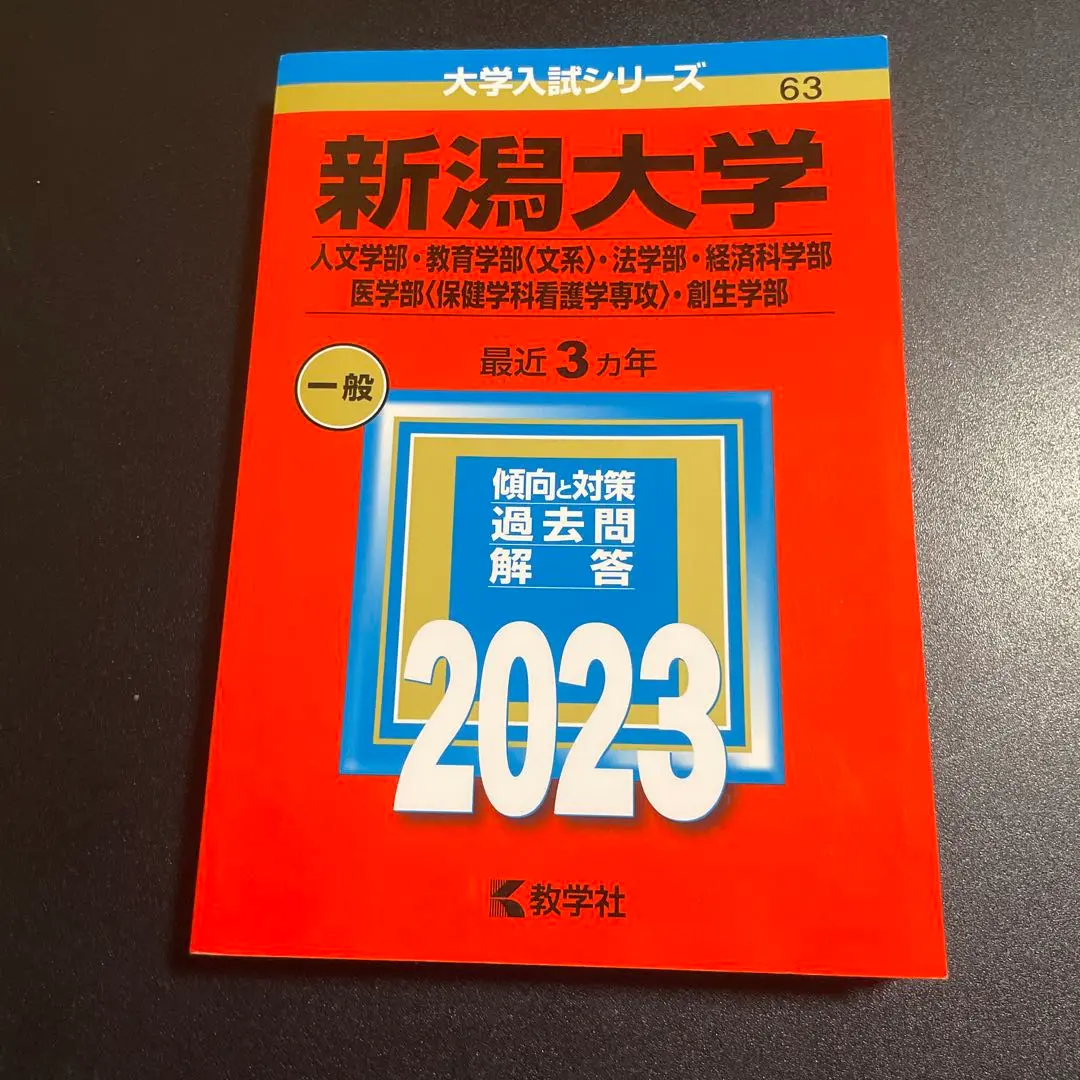 大学入試シリーズ
63
新潟大学
人文学部・教育学部〈文系〉・法学部・経済科学部
医学部〈保健学科看護学専攻〉・創生学部
最近3ヵ年
一般
傾向と対策
過去問
解答
2023
教学社